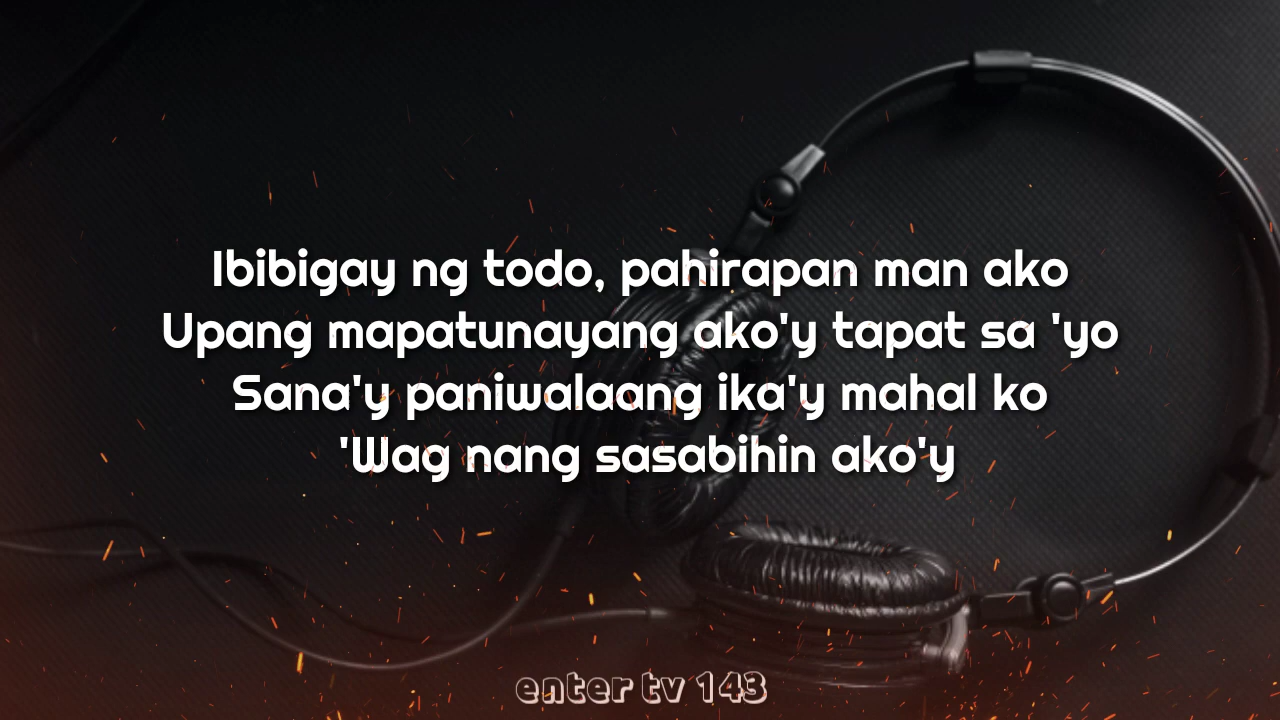 Ibibigay ng todo, pahirapan man ako
Upang mapatunayang ako'y tapat sa 'yo
Sana'y paniwalaang ika'y mahal ko
'Wag nang sasabihin ako'y
enter tv 143